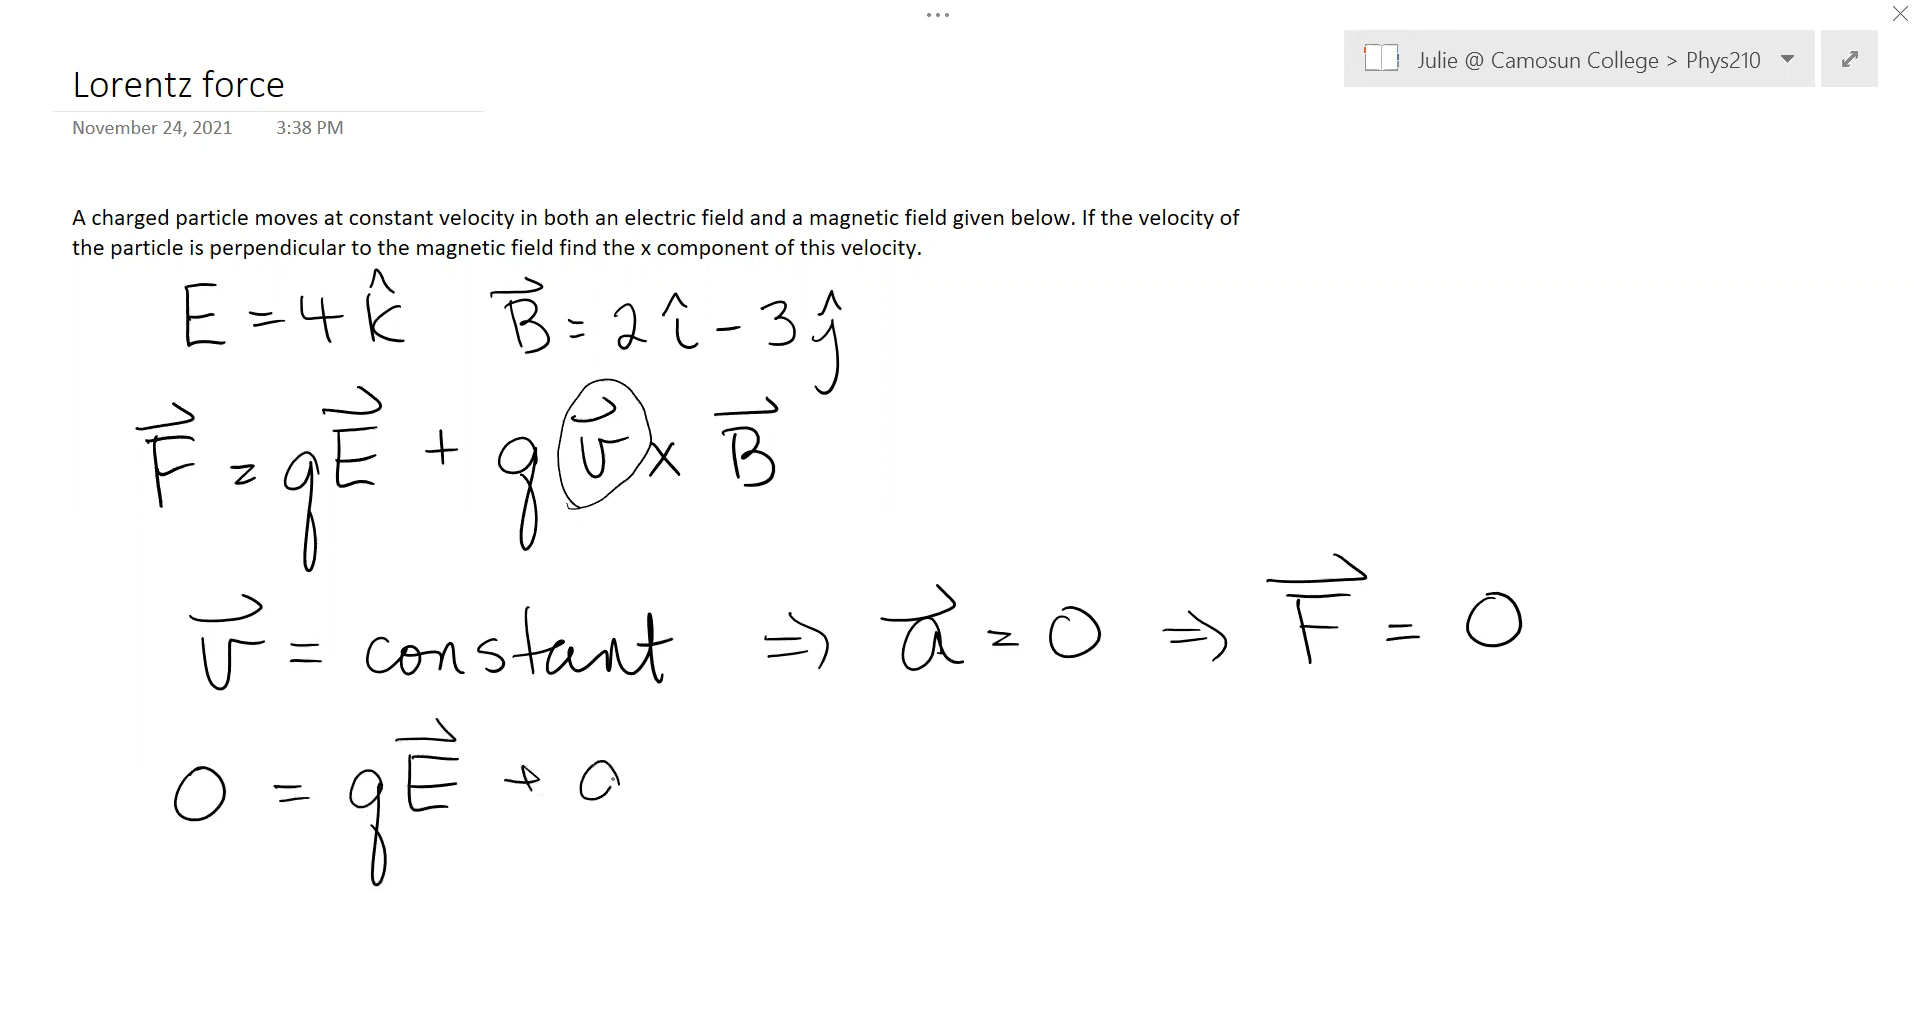 ...
Julie @ Camosun College > Phys210
Lorentz force
November 24, 2021 3:38 PM
A charged particle moves at constant velocity in both an electric field and a magnetic field given below. If the velocity of
the particle is perpendicular to the magnetic field find the x component of this velocity.
E = 4 k̂ B⃗ = 2 î - 3 ĵ
F⃗ = qE⃗ + q v⃗ x B⃗
v⃗ = constant ⇒ a⃗ = 0 ⇒ F⃗ = 0
0 = qE⃗ +